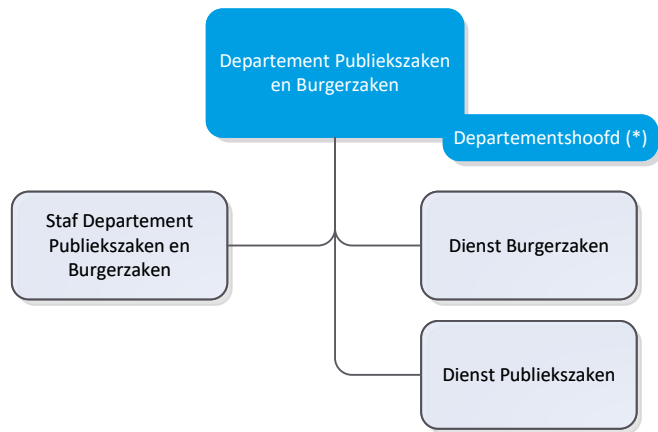 Departement Publiekszaken
en Burgerzaken
Departementshoofd (*)
Staf Departement
Publiekszaken en
Burgerzaken
Dienst Burgerzaken
Dienst Publiekszaken